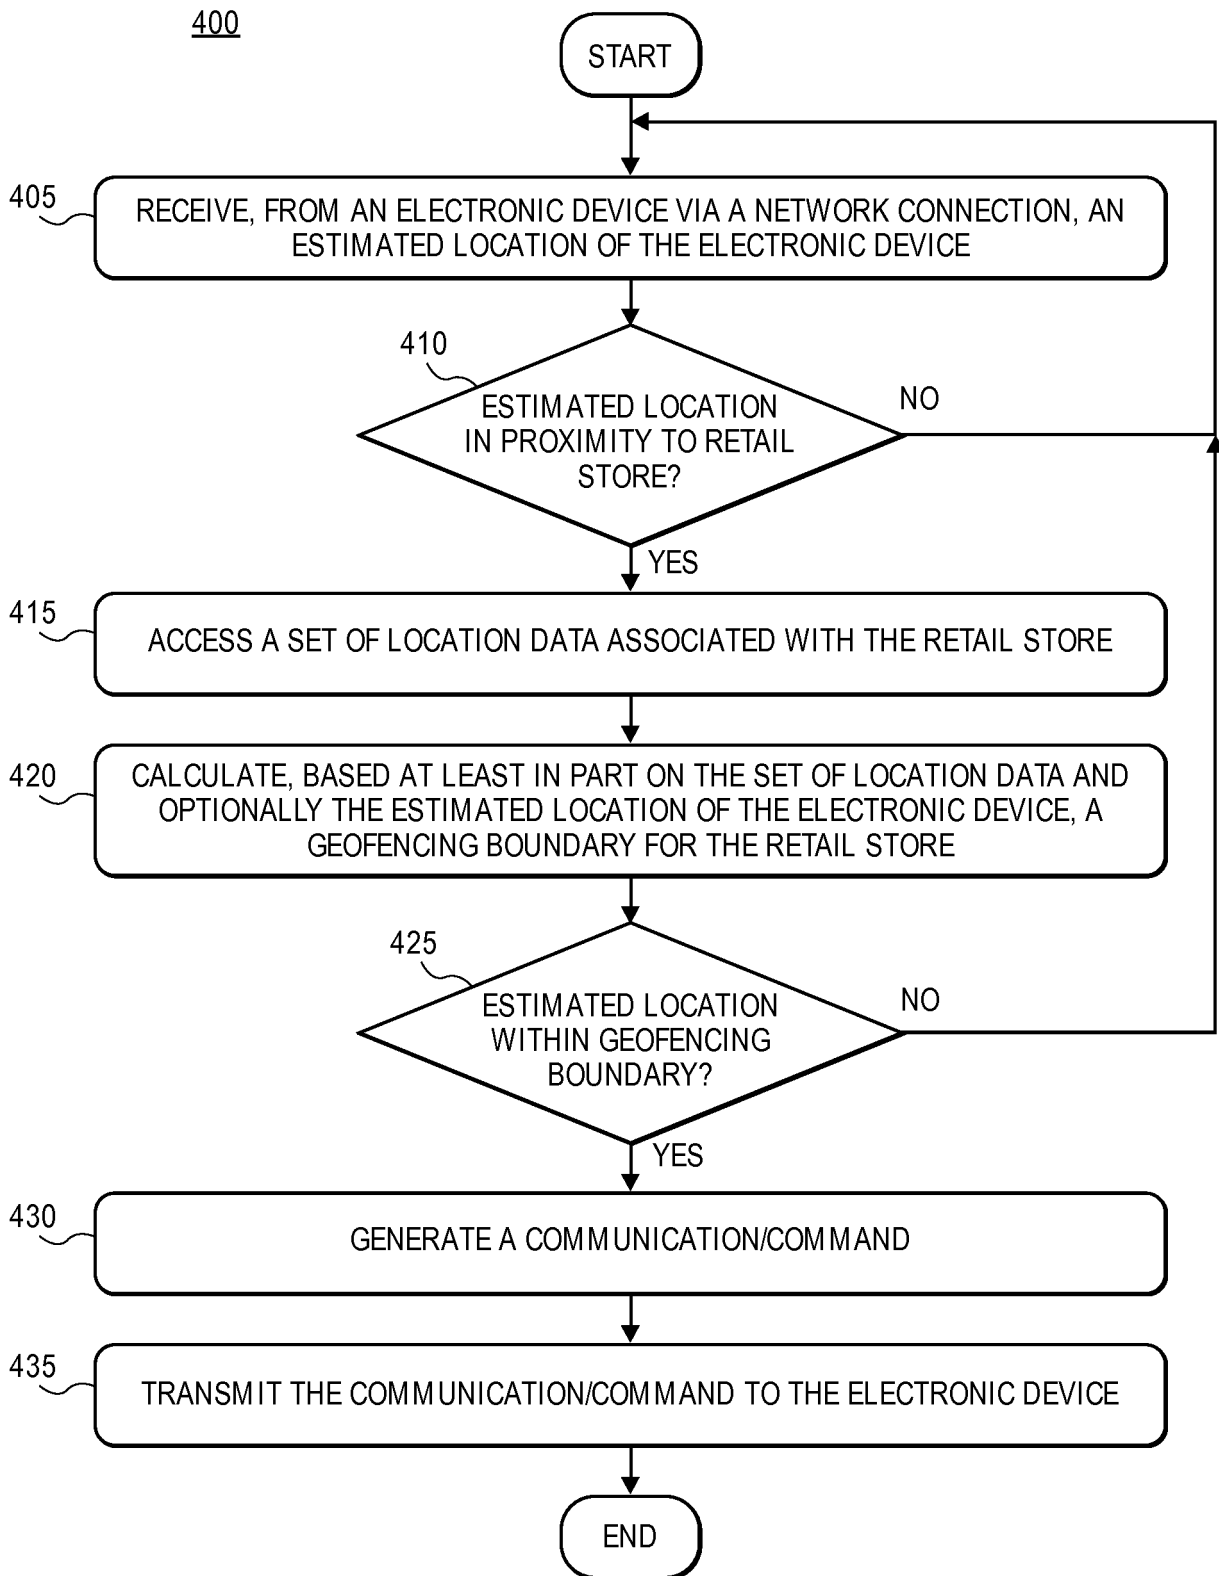 400
START
405
RECEIVE, FROM AN ELECTRONIC DEVICE VIA A NETWORK CONNECTION, AN
ESTIMATED LOCATION OF THE ELECTRONIC DEVICE
410
ESTIMATED LOCATION
IN PROXIMITY TO RETAIL
STORE?
NO
YES
415
ACCESS A SET OF LOCATION DATA ASSOCIATED WITH THE RETAIL STORE
420
CALCULATE, BASED AT LEAST IN PART ON THE SET OF LOCATION DATA AND
OPTIONALLY THE ESTIMATED LOCATION OF THE ELECTRONIC DEVICE, A
GEOFENCING BOUNDARY FOR THE RETAIL STORE
425
ESTIMATED LOCATION
WITHIN GEOFENCING
BOUNDARY?
NO
YES
430
GENERATE A COMMUNICATION/COMMAND
435
TRANSMIT THE COMMUNICATION/COMMAND TO THE ELECTRONIC DEVICE
END